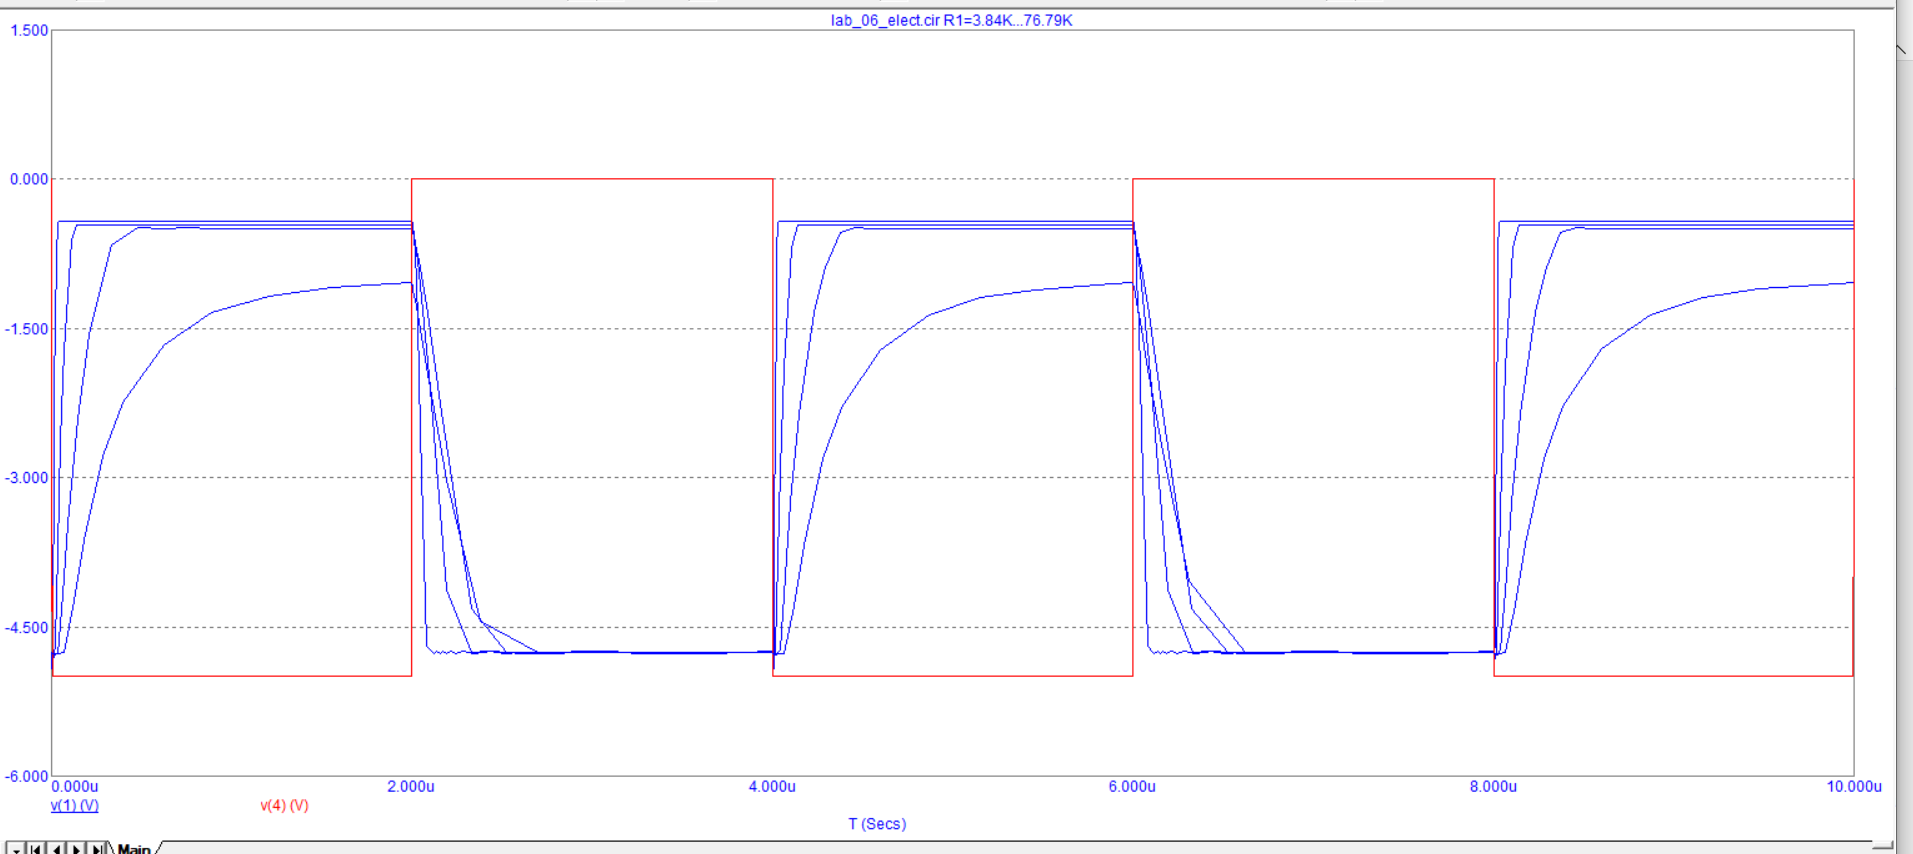 lab_06_elect.cir R1=3.84K...76.79K
1.500
0.000
-1.500
-3.000
-4.500
-6.000
0.000u 2.000u 4.000u 6.000u 8.000u 10.000u
v(1) (V) v(4) (V)
T (Secs)
Main